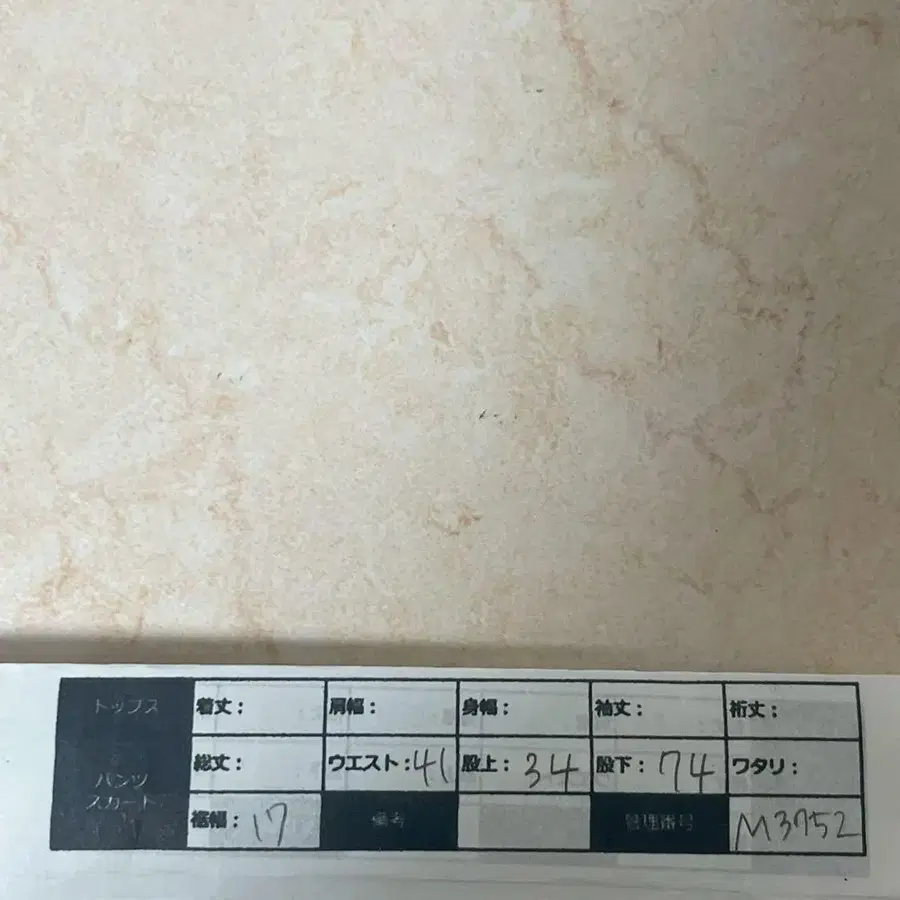 トップス 着丈： 肩幅： 身幅： 袖丈： 裄丈：
パンツ 総丈： ウエスト：41 股上：34 股下：74 ワタリ：
スカート 裾幅：17 備考 管理番号 M3752